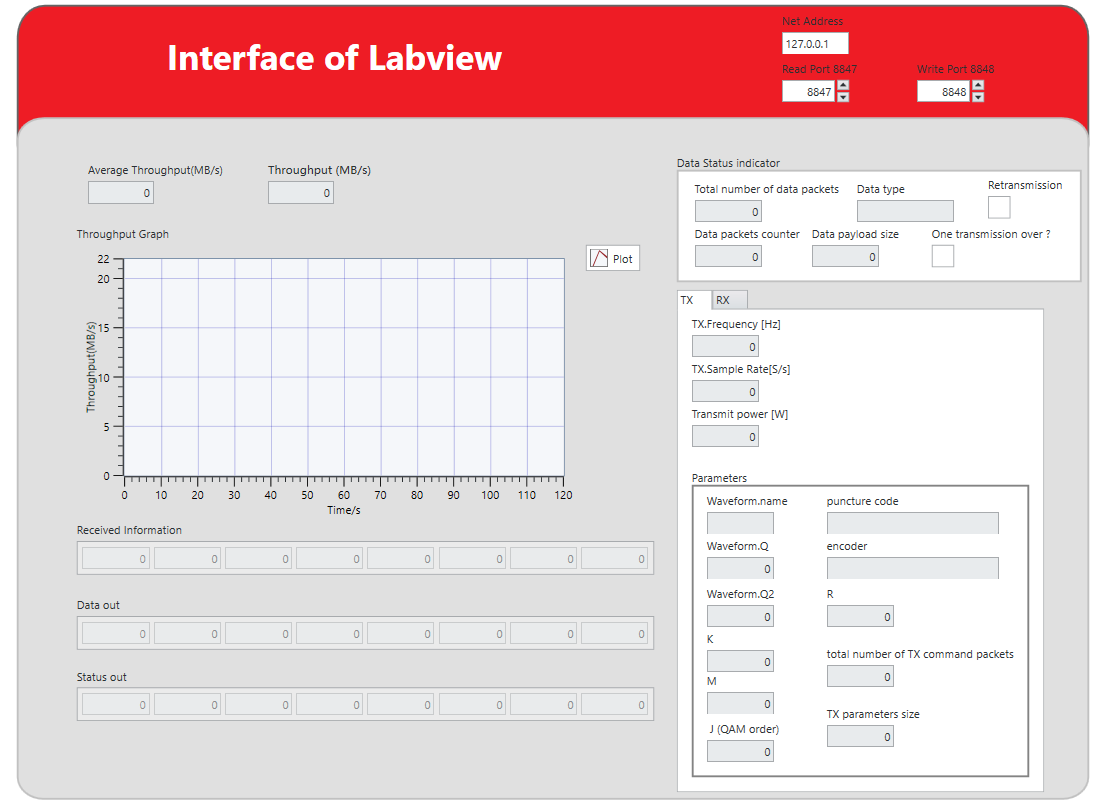 Interface of Labview
Net Address
127.0.0.1
Read Port 8847
Write Port 8848
8847
8848
Average Throughput(MB/s)
Throughput (MB/s)
0
0
Throughput Graph
Plot
Throughput(MB/s)
22
20
15
10
5
0
0 10 20 30 40 50 60 70 80 90 100 110 120
Time/s
Received Information
0 0 0 0 0 0 0 0
Data out
0 0 0 0 0 0 0 0
Status out
0 0 0 0 0 0 0 0
Data Status indicator
Total number of data packets
Data type
Retransmission
0
Data packets counter
Data payload size
One transmission over ?
0
0
TX
RX
TX.Frequency [Hz]
0
TX.Sample Rate[S/s]
0
Transmit power [W]
0
Parameters
Waveform.name
puncture code
Waveform.Q
encoder
0
Waveform.Q2
R
0
0
K
0
total number of TX command packets
0
M
0
TX parameters size
0
J (QAM order)
0